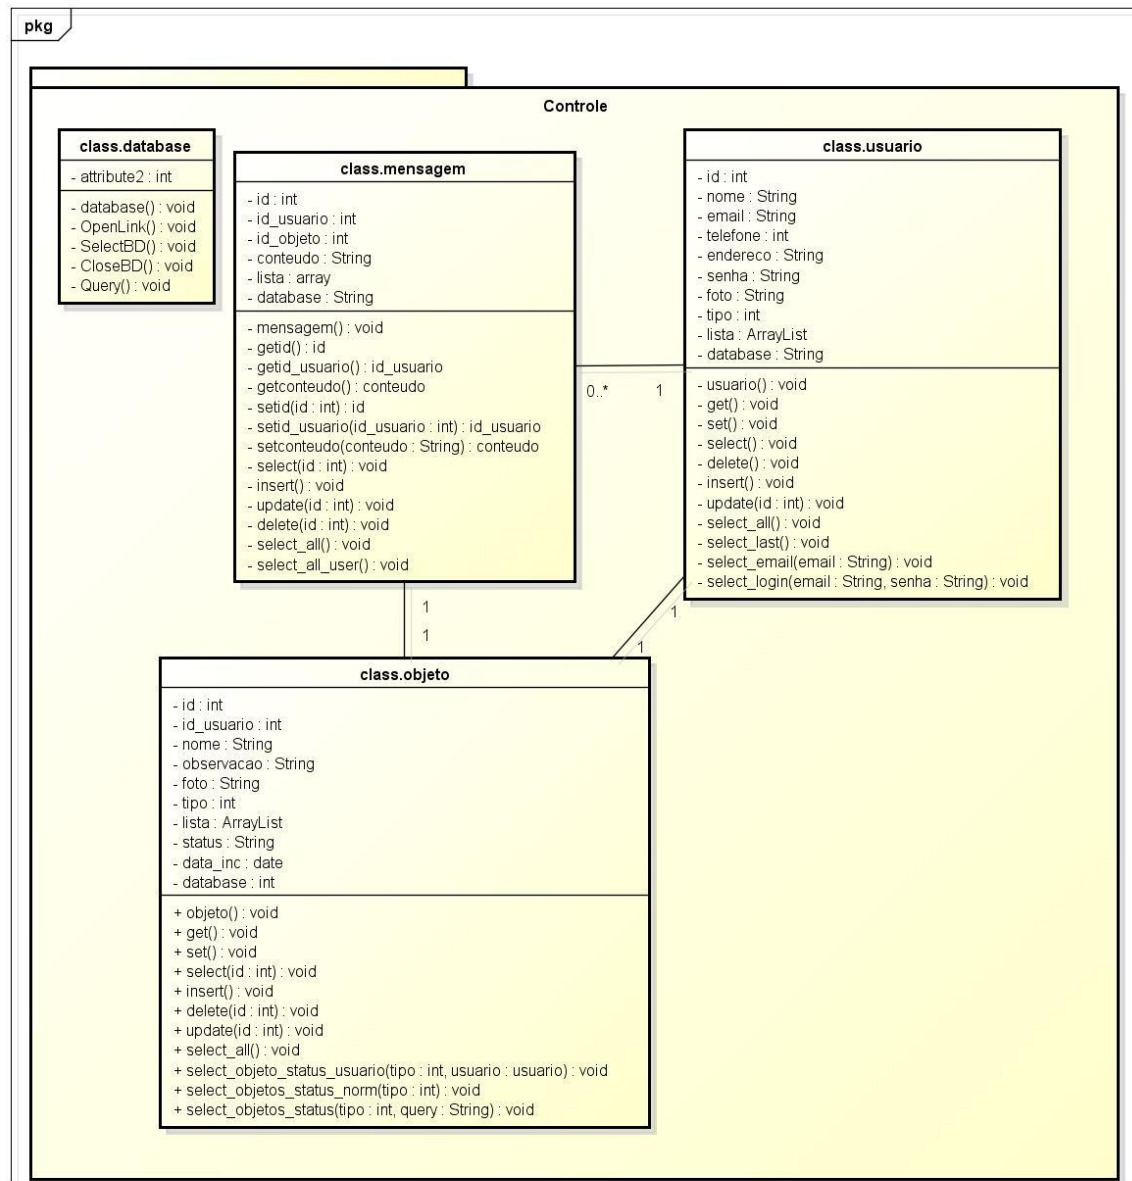 pkg
Controle
class.database
- attribute2 : int
- database() : void
- OpenLink() : void
- SelectBD() : void
- CloseBD() : void
- Query() : void
class.mensagem
- id : int
- id_usuario : int
- id_objeto : int
- conteudo : String
- lista : array
- database : String
- mensagem() : void
- getid() : id
- getid_usuario() : id_usuario
- getconteudo() : conteudo
- setid(id : int) : id
- setid_usuario(id_usuario : int) : id_usuario
- setconteudo(conteudo : String) : conteudo
- select(id : int) : void
- insert() : void
- update(id : int) : void
- delete(id : int) : void
- select_all() : void
- select_all_user() : void
class.usuario
- id : int
- nome : String
- email : String
- telefone : int
- endereco : String
- senha : String
- foto : String
- tipo : int
- lista : ArrayList
- database : String
- usuario() : void
- get() : void
- set() : void
- select() : void
- delete() : void
- insert() : void
- update(id : int) : void
- select_all() : void
- select_last() : void
- select_email(email : String) : void
- select_login(email : String, senha : String) : void
0..* 1
1
1
1
1
class.objeto
- id : int
- id_usuario : int
- nome : String
- observacao : String
- foto : String
- tipo : int
- lista : ArrayList
- status : String
- data_inc : date
- database : int
+ objeto() : void
+ get() : void
+ set() : void
+ select(id : int) : void
+ insert() : void
+ delete(id : int) : void
+ update(id : int) : void
+ select_all() : void
+ select_objeto_status_usuario(tipo : int, usuario : usuario) : void
+ select_objetos_status_norm(tipo : int) : void
+ select_objetos_status(tipo : int, query : String) : void